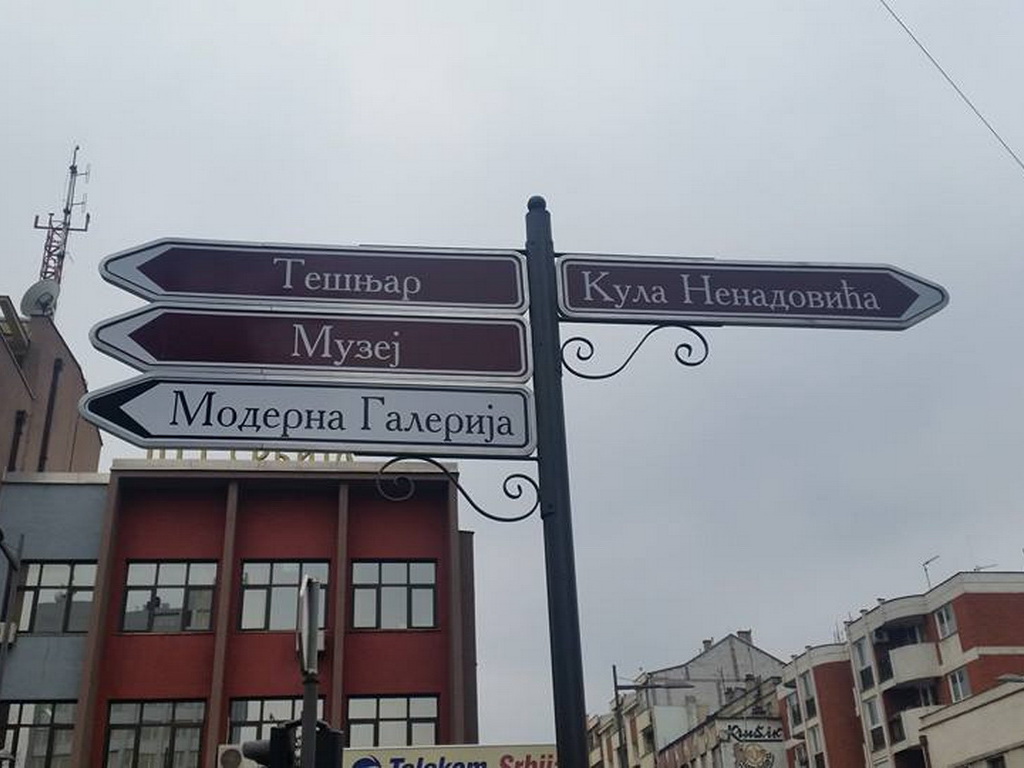 Тешњар
Кула Ненадовића
Музеј
Модерна Галерија
Telekom Srbija